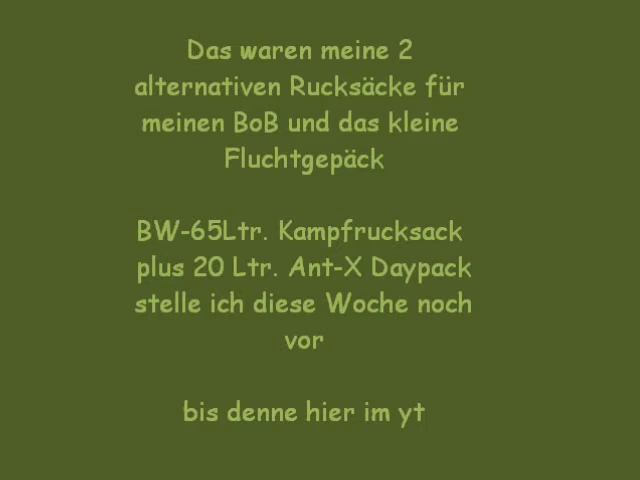 Das waren meine 2
alternativen Rucksäcke für
meinen BoB und das kleine
Fluchtgepäck
BW-65Ltr. Kampfrucksack
plus 20 Ltr. Ant-X Daypack
stelle ich diese Woche noch
vor
bis denne hier im yt